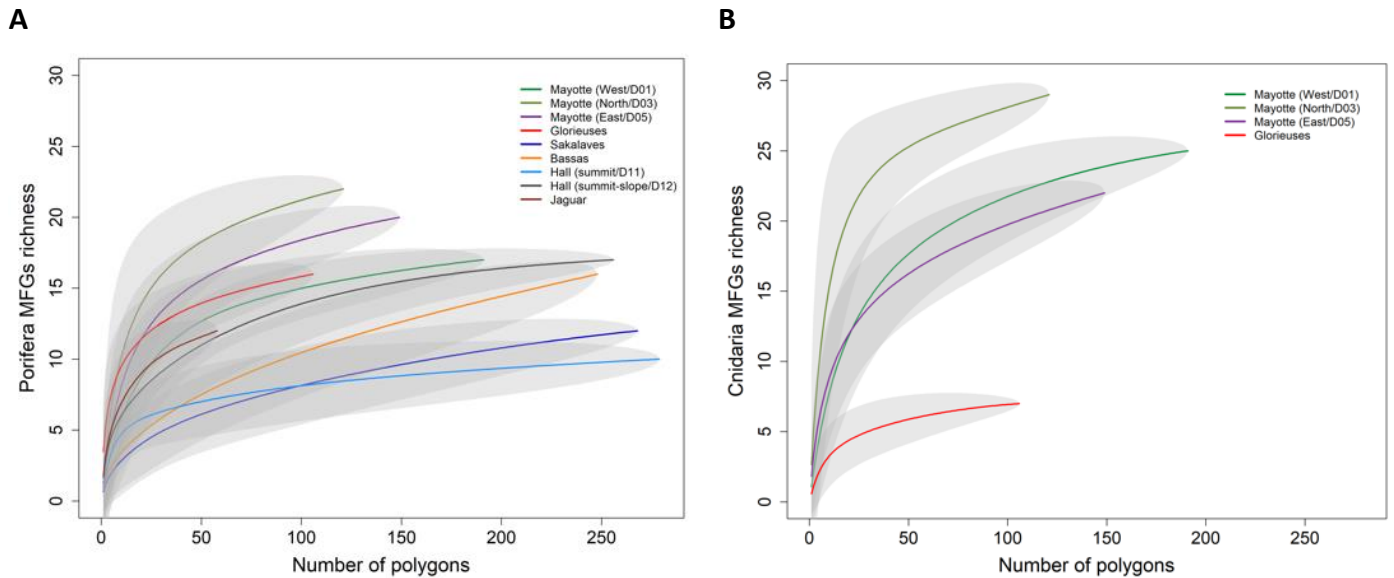 A
Porifera MFGs richness
30
25
20
15
10
5
0
Mayotte (West/D01)
Mayotte (North/D03)
Mayotte (East/D05)
Glorieuses
Sakalaves
Bassas
Hall (summit/D11)
Hall (summit-slope/D12)
Jaguar
0 50 100 150 200 250
Number of polygons
B
Cnidaria MFGs richness
30
25
20
15
10
5
0
Mayotte (West/D01)
Mayotte (North/D03)
Mayotte (East/D05)
Glorieuses
0 50 100 150 200 250
Number of polygons